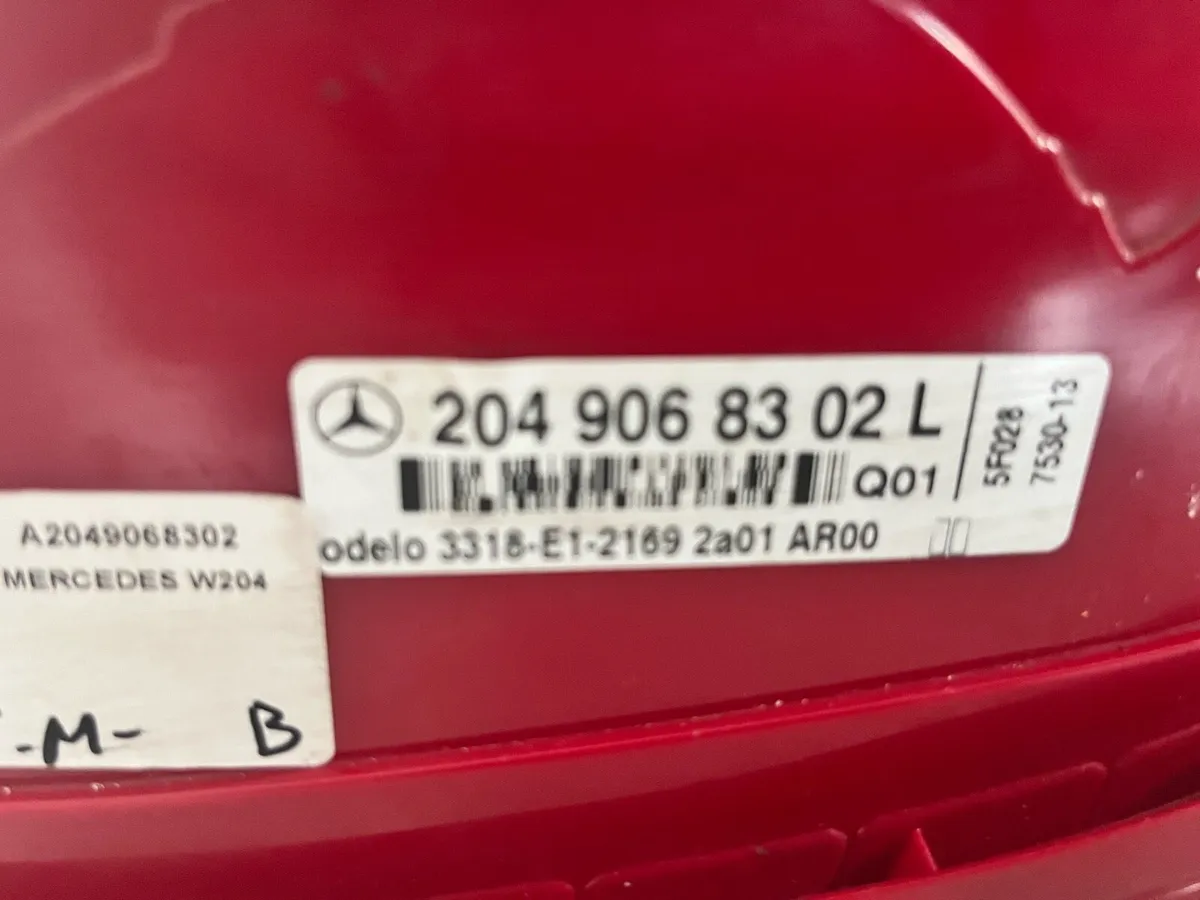 204 906 83 02 L
Q01
5F028
7530-13
odelo 3318-E1-2169 2a01 AR00
A2049068302
MERCEDES W204
-M- B